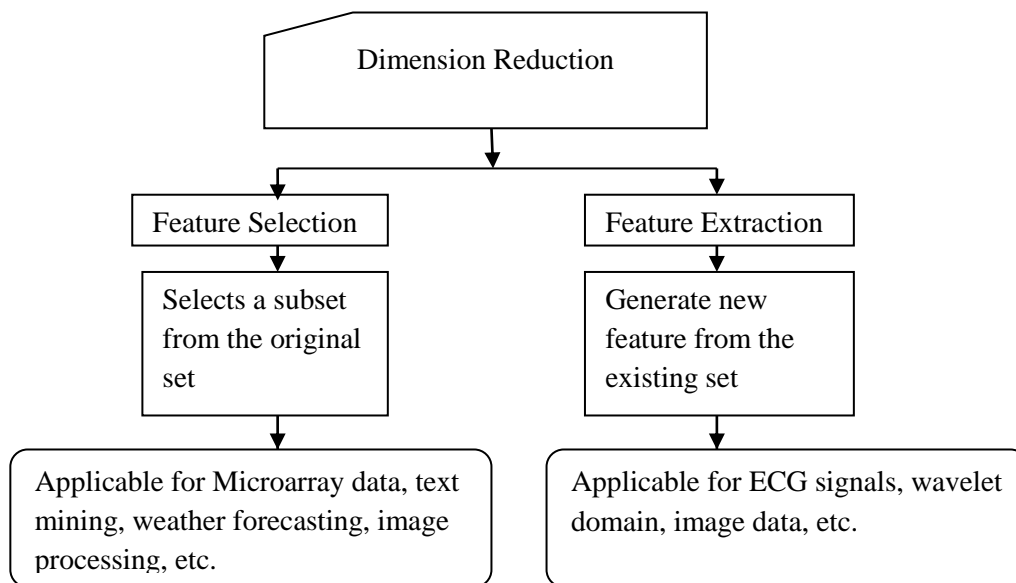 Dimension Reduction
Feature Selection
Feature Extraction
Selects a subset
from the original
set
Generate new
feature from the
existing set
Applicable for Microarray data, text
mining, weather forecasting, image
processing, etc.
Applicable for ECG signals, wavelet
domain, image data, etc.